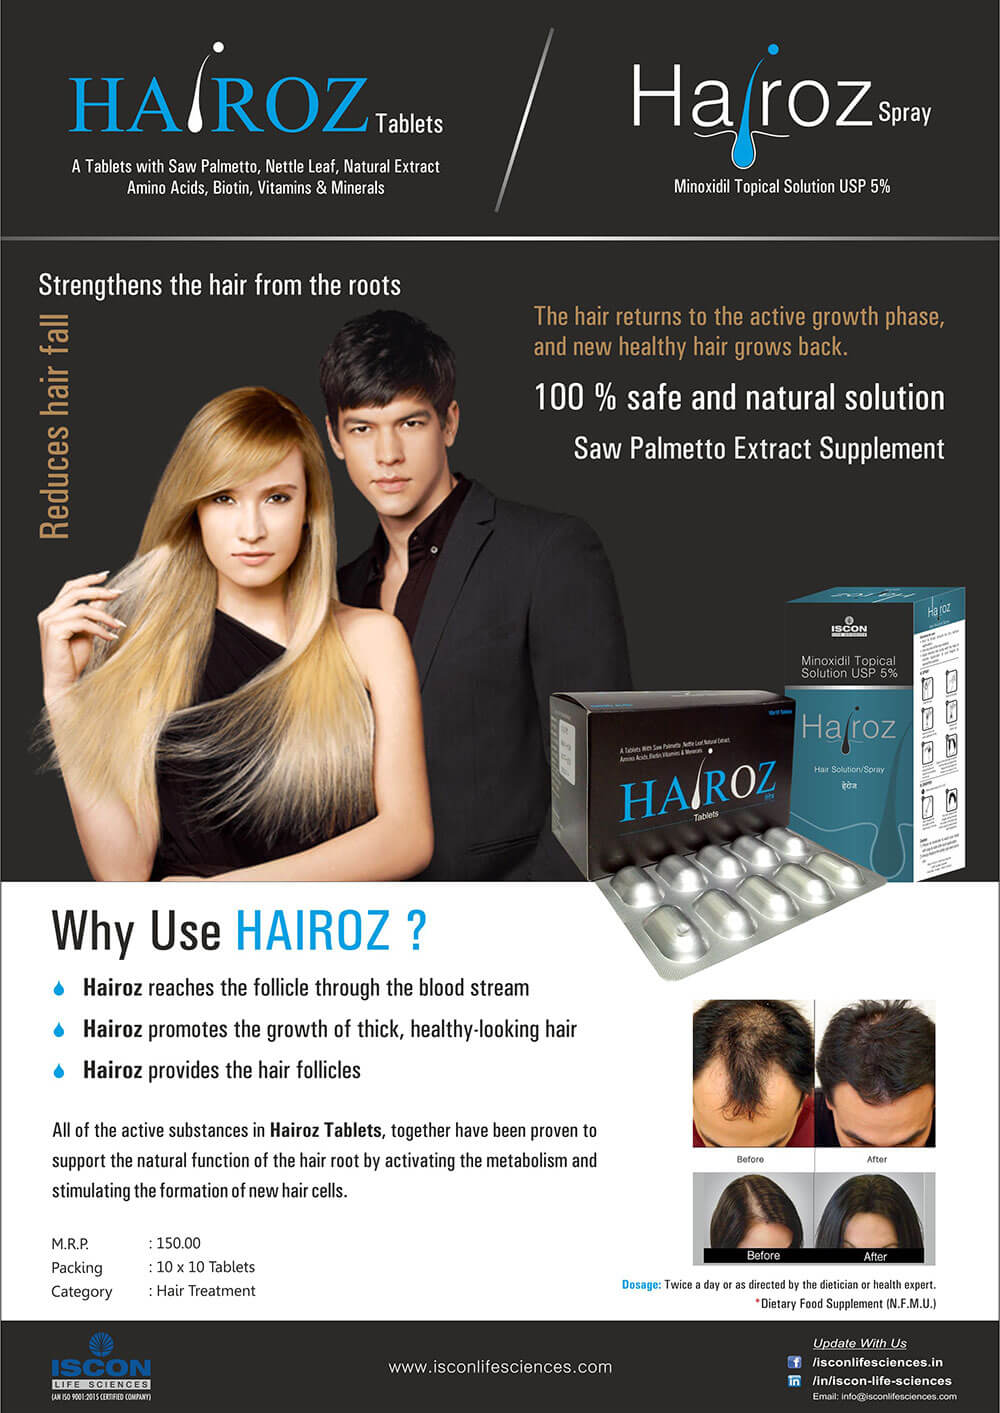 HAIROZ Tablets
A Tablets with Saw Palmetto, Nettle Leaf, Natural Extract
Amino Acids, Biotin, Vitamins & Minerals
Hairoz Spray
Minoxidil Topical Solution USP 5%
Strengthens the hair from the roots
Reduces hair fall
The hair returns to the active growth phase,
and new healthy hair grows back.
100 % safe and natural solution
Saw Palmetto Extract Supplement
ISCON
LIFE SCIENCES
Minoxidil Topical
Solution USP 5%
Hairoz
Hair Solution/Spray
हेरोज
Hairoz
A Tablets With Saw Palmetto ,Nettle Leaf,Natural Extract,
Amino Acids,Biotin,Vitamins & Minerals
HAIROZ
Tablets
Why Use HAIROZ ?
Hairoz reaches the follicle through the blood stream
Hairoz promotes the growth of thick, healthy-looking hair
Hairoz provides the hair follicles
All of the active substances in Hairoz Tablets, together have been proven to
support the natural function of the hair root by activating the metabolism and
stimulating the formation of new hair cells.
M.R.P. : 150.00
Packing : 10 x 10 Tablets
Category : Hair Treatment
Before After
Before After
Dosage: Twice a day or as directed by the dietician or health expert.
*Dietary Food Supplement (N.F.M.U.)
ISCON
LIFE SCIENCES
(AN ISO 9001:2015 CERTIFIED COMPANY)
www.isconlifesciences.com
Update With Us
/isconlifesciences.in
/in/iscon-life-sciences
Email: info@isconlifesciences.com